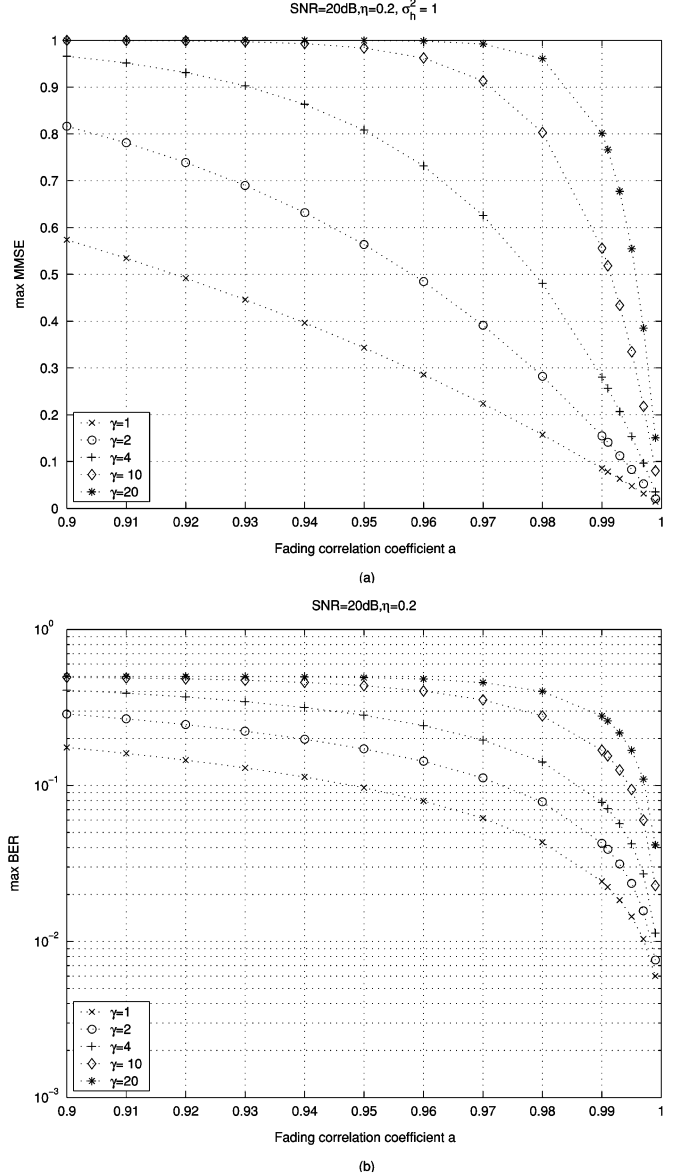 SNR=20dB,η=0.2, σ_h^2 = 1
1
0.9
0.8
0.7
0.6
0.5
0.4
0.3
0.2
0.1
0
max MMSE
γ=1
γ=2
γ=4
γ= 10
γ=20
0.9 0.91 0.92 0.93 0.94 0.95 0.96 0.97 0.98 0.99 1
Fading correlation coefficient a
(a)
SNR=20dB,η=0.2
10^0
10^-1
10^-2
10^-3
max BER
γ=1
γ=2
γ=4
γ= 10
γ=20
0.9 0.91 0.92 0.93 0.94 0.95 0.96 0.97 0.98 0.99 1
Fading correlation coefficient a
(b)